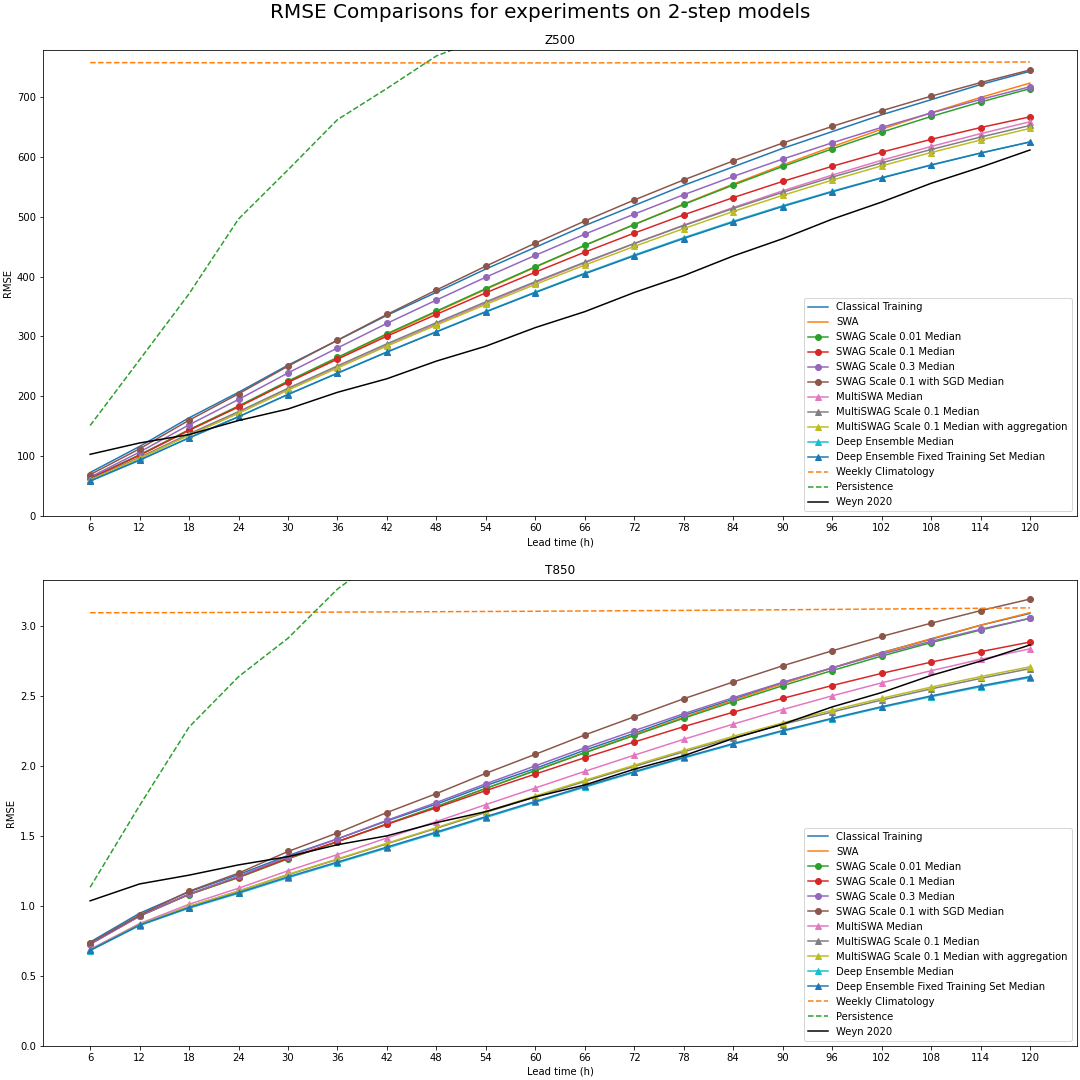 RMSE Comparisons for experiments on 2-step models
Z500
700
600
500
400
300
200
100
0
RMSE
6 12 18 24 30 36 42 48 54 60 66 72 78 84 90 96 102 108 114 120
Lead time (h)
Classical Training
SWA
SWAG Scale 0.01 Median
SWAG Scale 0.1 Median
SWAG Scale 0.3 Median
SWAG Scale 0.1 with SGD Median
MultiSWA Median
MultiSWAG Scale 0.1 Median
MultiSWAG Scale 0.1 Median with aggregation
Deep Ensemble Median
Deep Ensemble Fixed Training Set Median
Weekly Climatology
Persistence
Weyn 2020
T850
3.0
2.5
2.0
1.5
1.0
0.5
0.0
RMSE
6 12 18 24 30 36 42 48 54 60 66 72 78 84 90 96 102 108 114 120
Lead time (h)
Classical Training
SWA
SWAG Scale 0.01 Median
SWAG Scale 0.1 Median
SWAG Scale 0.3 Median
SWAG Scale 0.1 with SGD Median
MultiSWA Median
MultiSWAG Scale 0.1 Median
MultiSWAG Scale 0.1 Median with aggregation
Deep Ensemble Median
Deep Ensemble Fixed Training Set Median
Weekly Climatology
Persistence
Weyn 2020